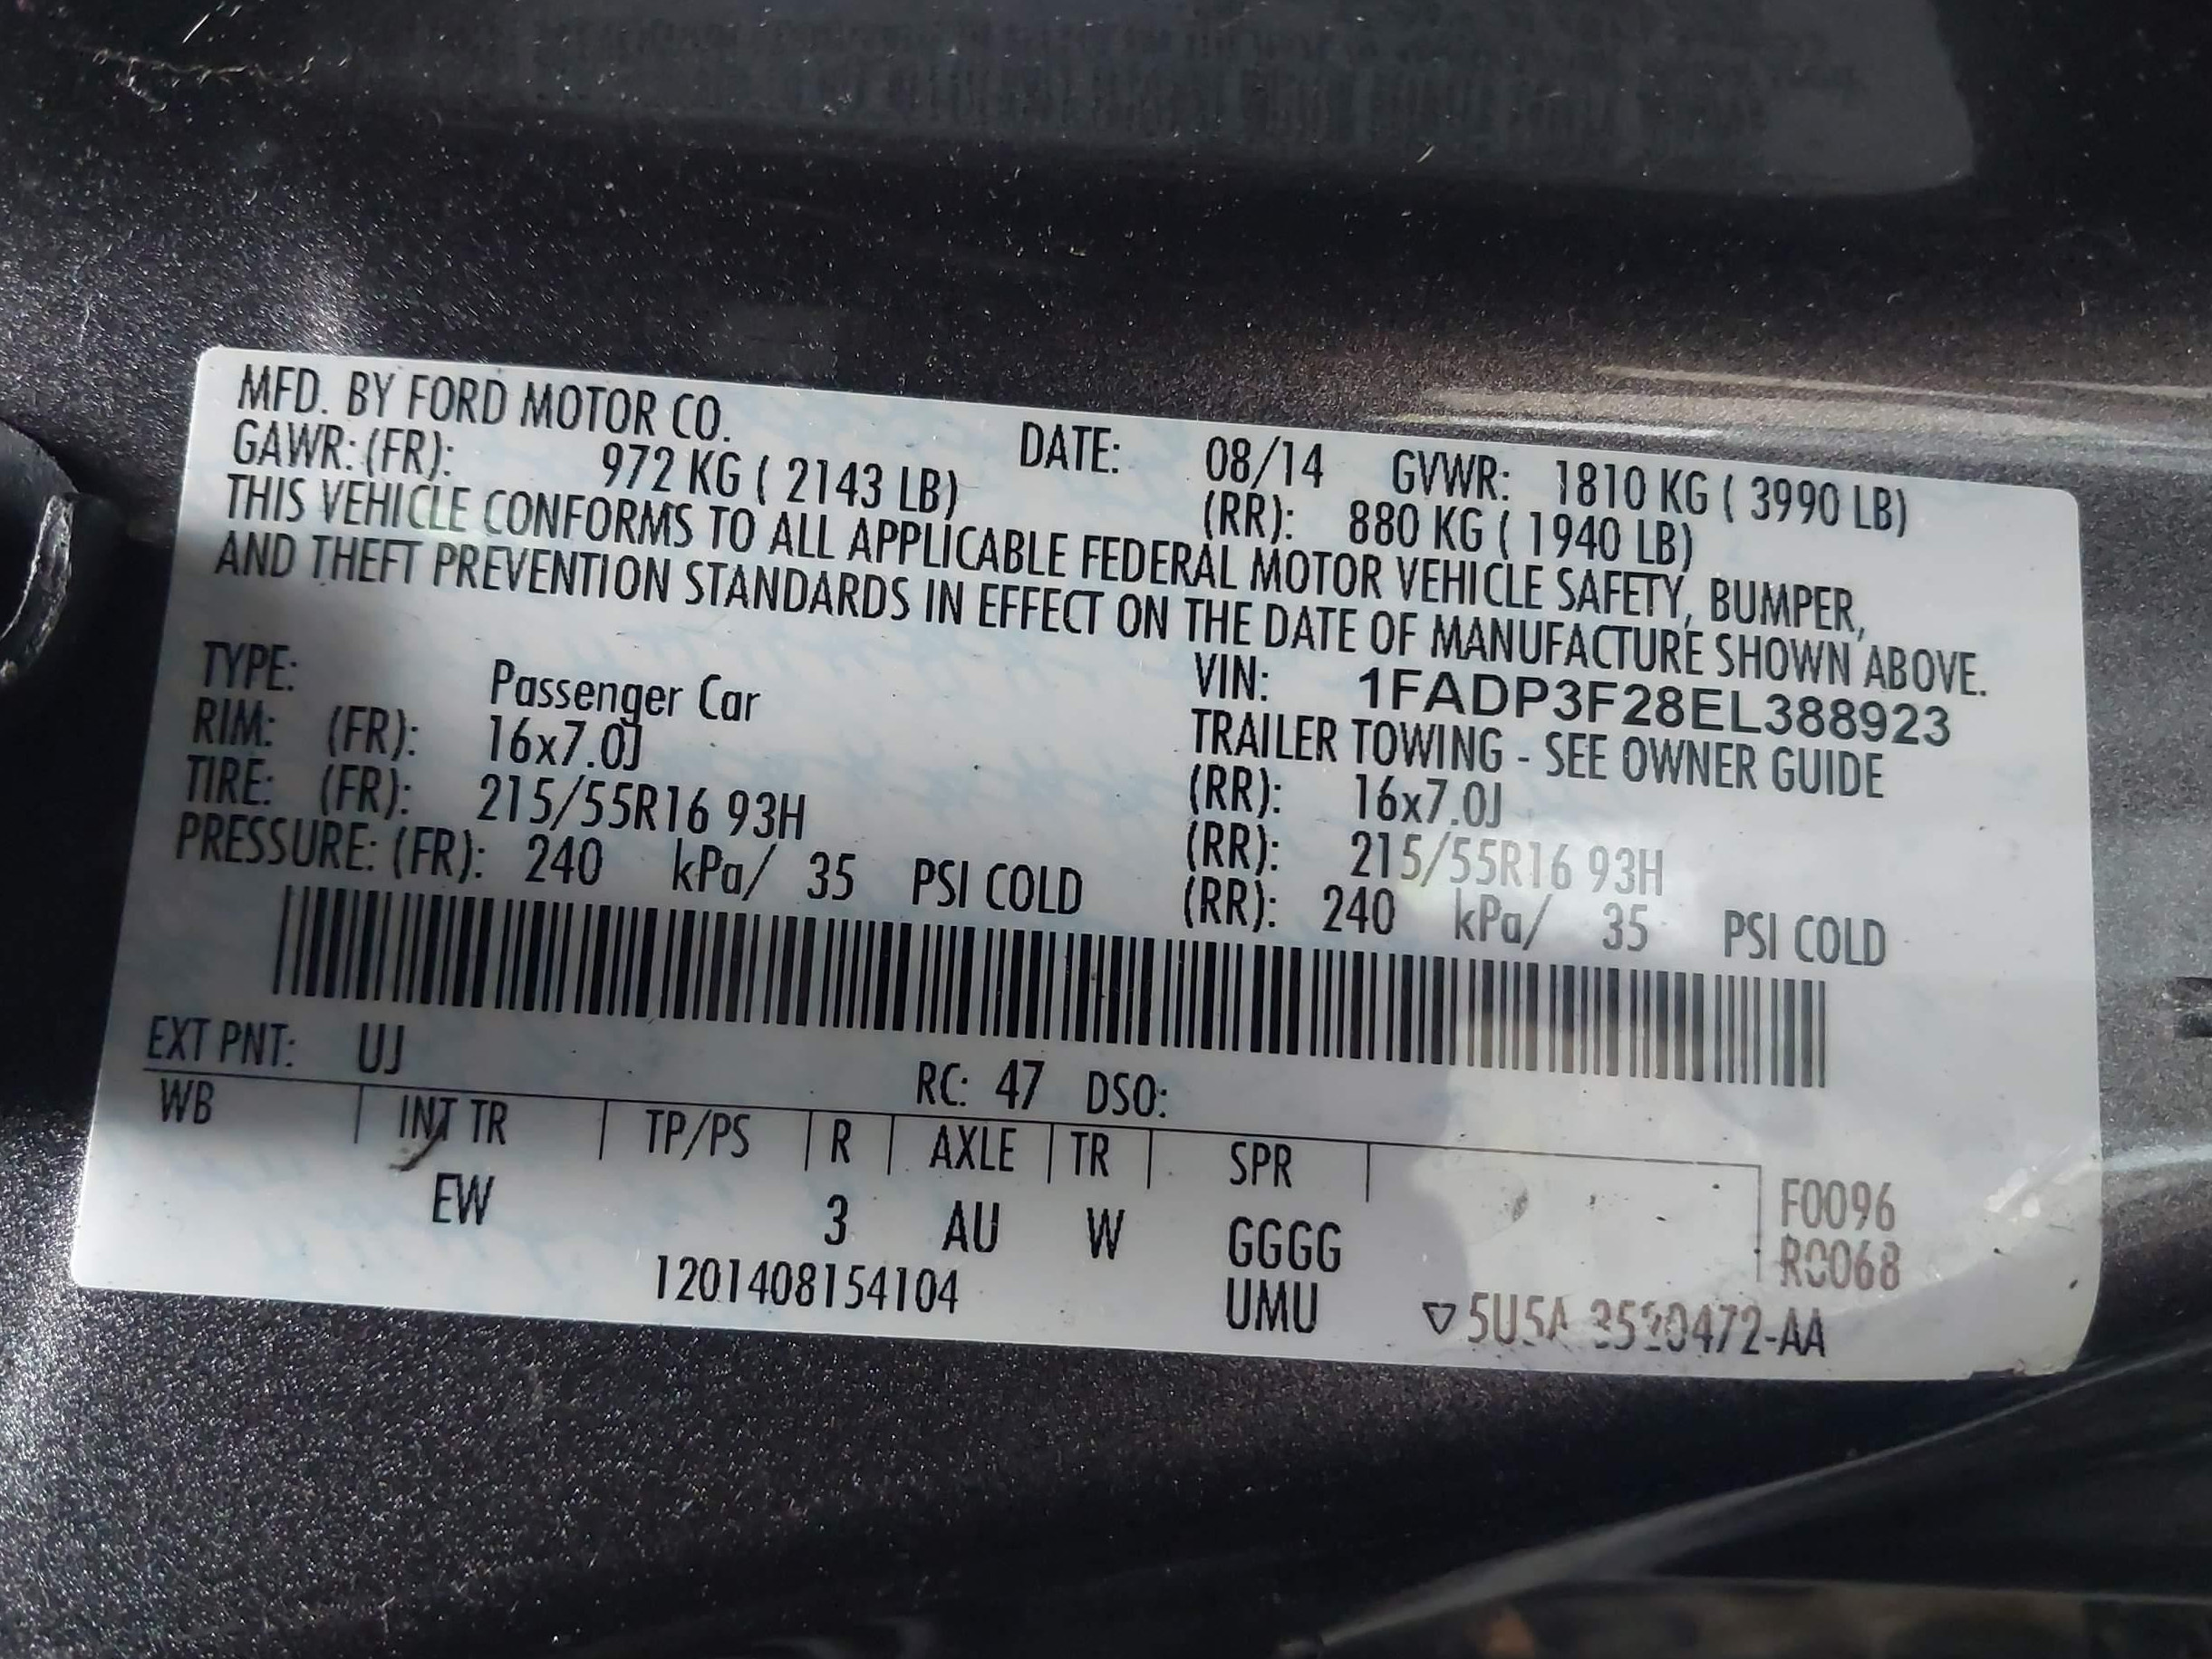 MFD. BY FORD MOTOR CO. DATE: 08/14 GVWR: 1810 KG ( 3990 LB)
GAWR: (FR): 972 KG ( 2143 LB) (RR): 880 KG ( 1940 LB)
THIS VEHICLE CONFORMS TO ALL APPLICABLE FEDERAL MOTOR VEHICLE SAFETY, BUMPER,
AND THEFT PREVENTION STANDARDS IN EFFECT ON THE DATE OF MANUFACTURE SHOWN ABOVE.
VIN: 1FADP3F28EL388923
TYPE: Passenger Car TRAILER TOWING - SEE OWNER GUIDE
RIM: (FR): 16x7.0J (RR): 16x7.0J
TIRE: (FR): 215/55R16 93H (RR): 215/55R16 93H
PRESSURE: (FR): 240 kPa/ 35 PSI COLD (RR): 240 kPa/ 35 PSI COLD
EXT PNT: UJ RC: 47 DSO:
WB INT TR TP/PS R AXLE TR SPR F0096
EW 3 AU W GGGG R0068
1201408154104 UMU ▽5U5A 3520472-AA